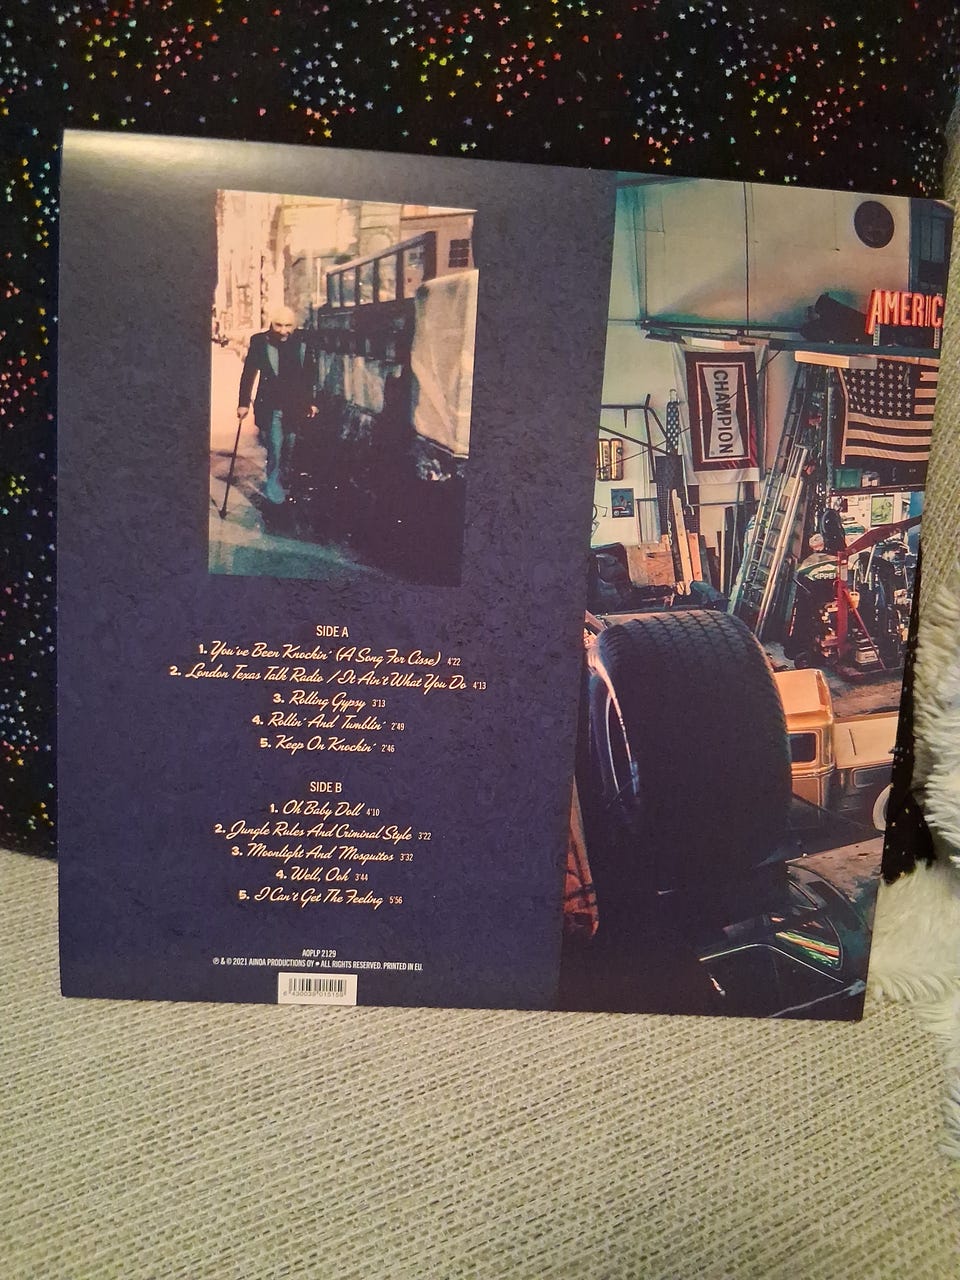 AMERIC
CHAMPION
SIDE A
1. You've Been Knockin' (A Song For Cisse) 4'22
2. London Texas Talk Radio / It Ain't What You Do 4'13
3. Rolling Gypsy 3'13
4. Rollin' And Tumblin' 2'49
5. Keep On Knockin' 2'46
SIDE B
1. Oh Baby Doll 4'10
2. Jungle Rules And Criminal Style 3'22
3. Moonlight And Mosquitos 3'32
4. Well, Ooh 3'44
5. I Can't Get The Feeling 5'56
AOPLP 2129
℗ & © 2021 AINOA PRODUCTIONS OY • ALL RIGHTS RESERVED. PRINTED IN EU.
6 430039 015159